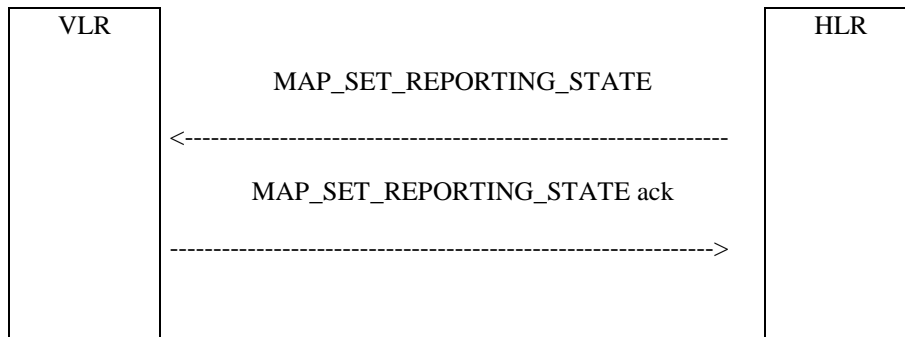 VLR HLR
MAP_SET_REPORTING_STATE
<---------------------------------------------------------------
MAP_SET_REPORTING_STATE ack
--------------------------------------------------------------->